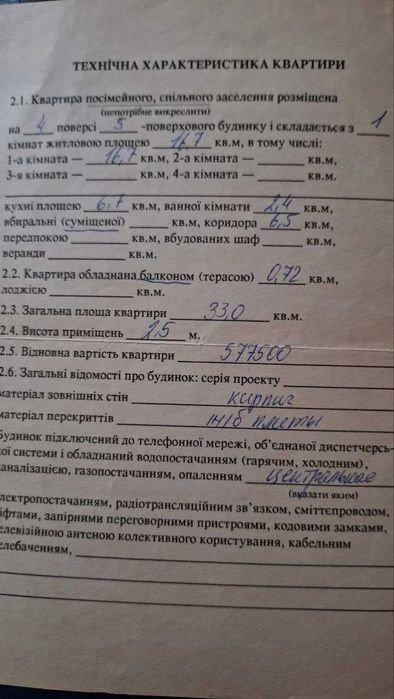 ТЕХНІЧНА ХАРАКТЕРИСТИКА КВАРТИРИ
2.1. Квартира посімейного, спільного заселення розміщена
(непотрібне викреслити)
на 4 поверсі 5 -поверхового будинку і складається з 1
кімнат житловою площею 16,7 кв.м, в тому числі:
1-а кімната — 16,7 кв.м, 2-а кімната — кв.м,
3-я кімната — кв.м, 4-а кімната — кв.м,
кухні площею 6,7 кв.м, ванної кімнати 2,4 кв.м,
вбиральні (суміщеної) кв.м, коридора 6,5 кв.м,
передпокою кв.м, вбудованих шаф кв.м,
веранди кв.м.
2.2. Квартира обладнана балконом (терасою) 0,72 кв.м,
лоджією кв.м.
2.3. Загальна площа квартири 33,0 кв.м.
2.4. Висота приміщень 2,5 м.
2.5. Відновна вартість квартири 577500
2.6. Загальні відомості про будинок: серія проекту
матеріал зовнішніх стін кирпич
матеріал перекриттів ж/б плиты
Будинок підключений до телефонної мережі, об'єднаної диспетчерсь-
кої системи і обладнаний водопостачанням (гарячим, холодним),
каналізацією, газопостачанням, опаленням центральное
(вказати яким)
електропостачанням, радіотрансляційним зв'язком, сміттєпроводом,
ліфтами, запірними переговорними пристроями, кодовими замками,
телевізійною антеною колективного користування, кабельним
телебаченням,